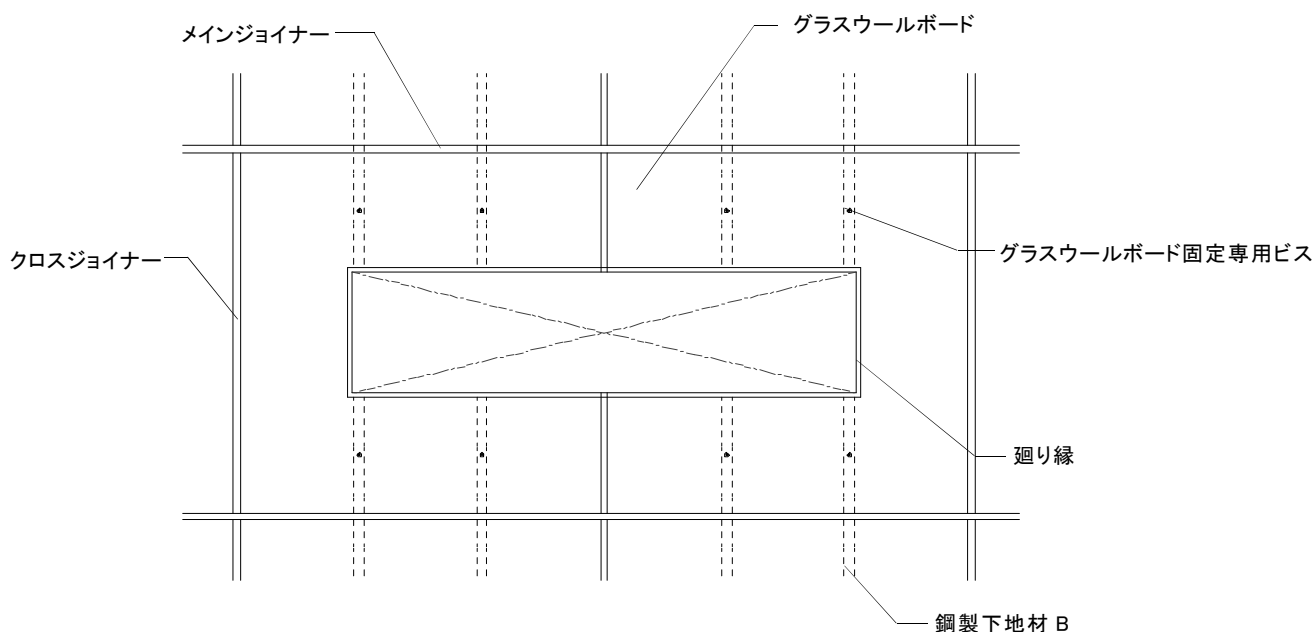 メインジョイナー
グラスウールボード
クロスジョイナー
グラスウールボード固定専用ビス
廻り縁
鋼製下地材 B